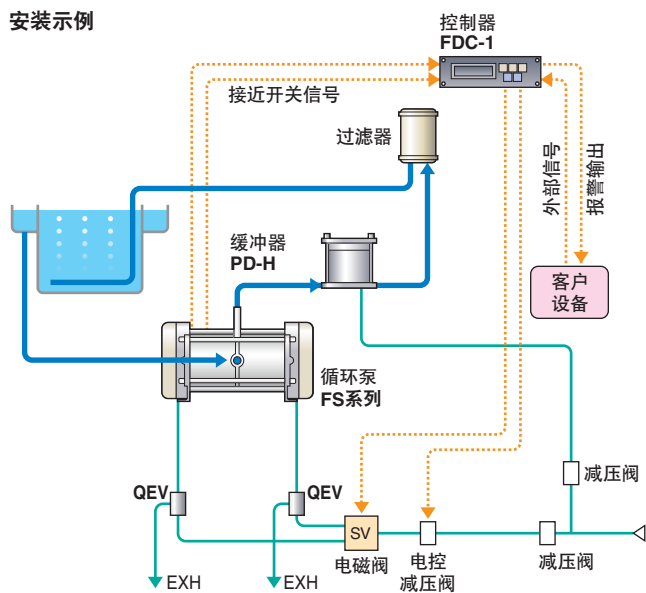 安装示例
控制器
FDC-1
接近开关信号
过滤器
外部信号
报警输出
缓冲器
PD-H
客户
设备
循环泵
FS系列
减压阀
QEV
QEV
SV
电磁阀
电控
减压阀
减压阀
EXH
EXH